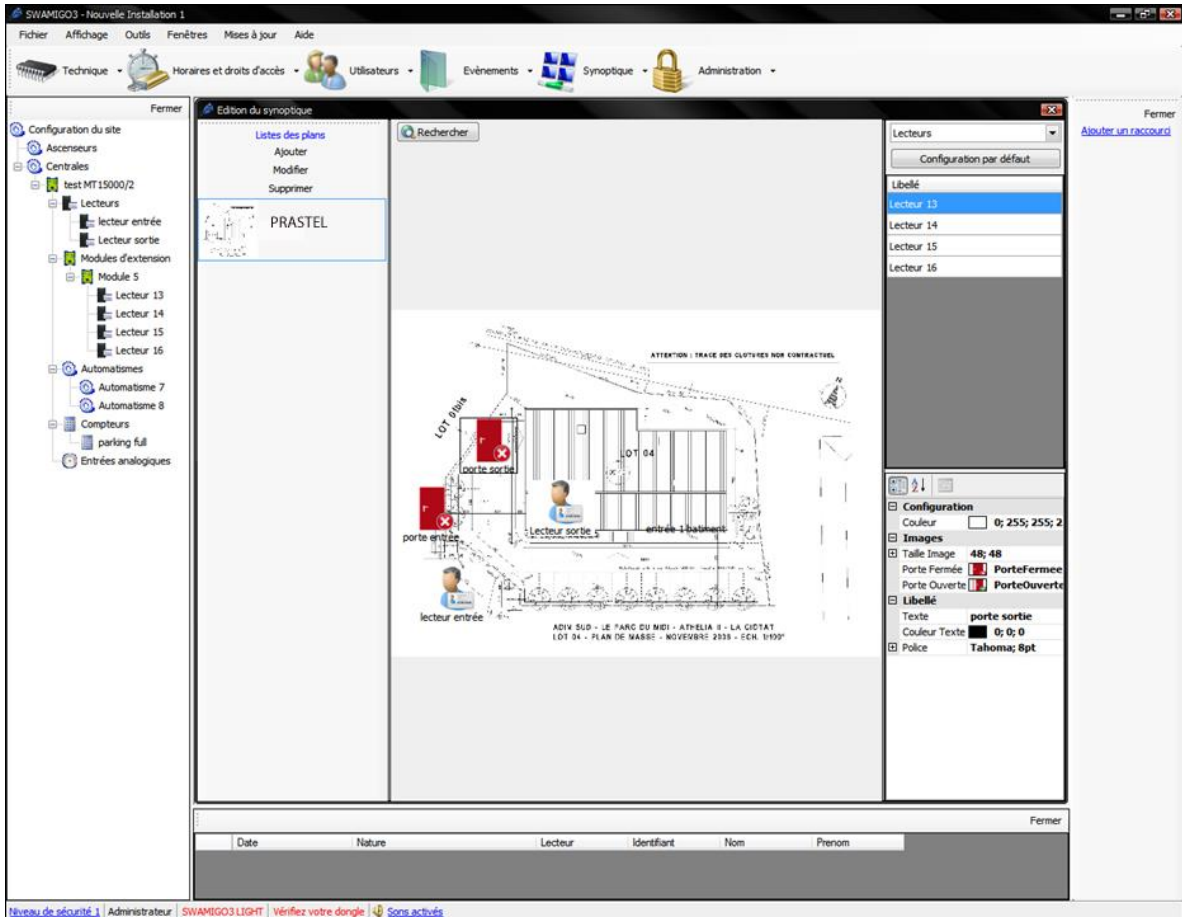 SWAMIGO3 - Nouvelle Installation 1
Fichier Affichage Outils Fenêtres Mises à jour Aide
Technique Horaires et droits d'accès Utilisateurs Evènements Synoptique Administration
Fermer
Configuration du site
Ascenseurs
Centrales
test MT15000/2
Lecteurs
lecteur entrée
Lecteur sortie
Modules d'extension
Module 5
Lecteur 13
Lecteur 14
Lecteur 15
Lecteur 16
Automatismes
Automatisme 7
Automatisme 8
Compteurs
parking full
Entrées analogiques
Edition du synoptique
Listes des plans
Ajouter
Modifier
Supprimer
PRASTEL
Rechercher
ATTENTION : TRACE DES CLOTURES NON CONTRACTUEL
LOT 01bis
LOT 04
porte sortie
porte entrée
Lecteur sortie
entrée 1 batiment
lecteur entrée
ADIM SUD - LE PARC DU MIDI - ATHELIA II - LA CIOTAT
LOT 04 - PLAN DE MASSE - NOVEMBRE 2008 - ECH. 1/100°
Lecteurs
Configuration par défaut
Libellé
Lecteur 13
Lecteur 14
Lecteur 15
Lecteur 16
Configuration
Couleur 0; 255; 255; 2
Images
Taille Image 48; 48
Porte Fermée PorteFermee
Porte Ouverte PorteOuverte
Libellé
Texte porte sortie
Couleur Texte 0; 0; 0
Police Tahoma; 8pt
Fermer
Ajouter un raccourci
Fermer
Date Nature Lecteur Identifiant Nom Prenom
Niveau de sécurité 1 Administrateur SWAMIGO3 LIGHT Vérifiez votre dongle Sons activés